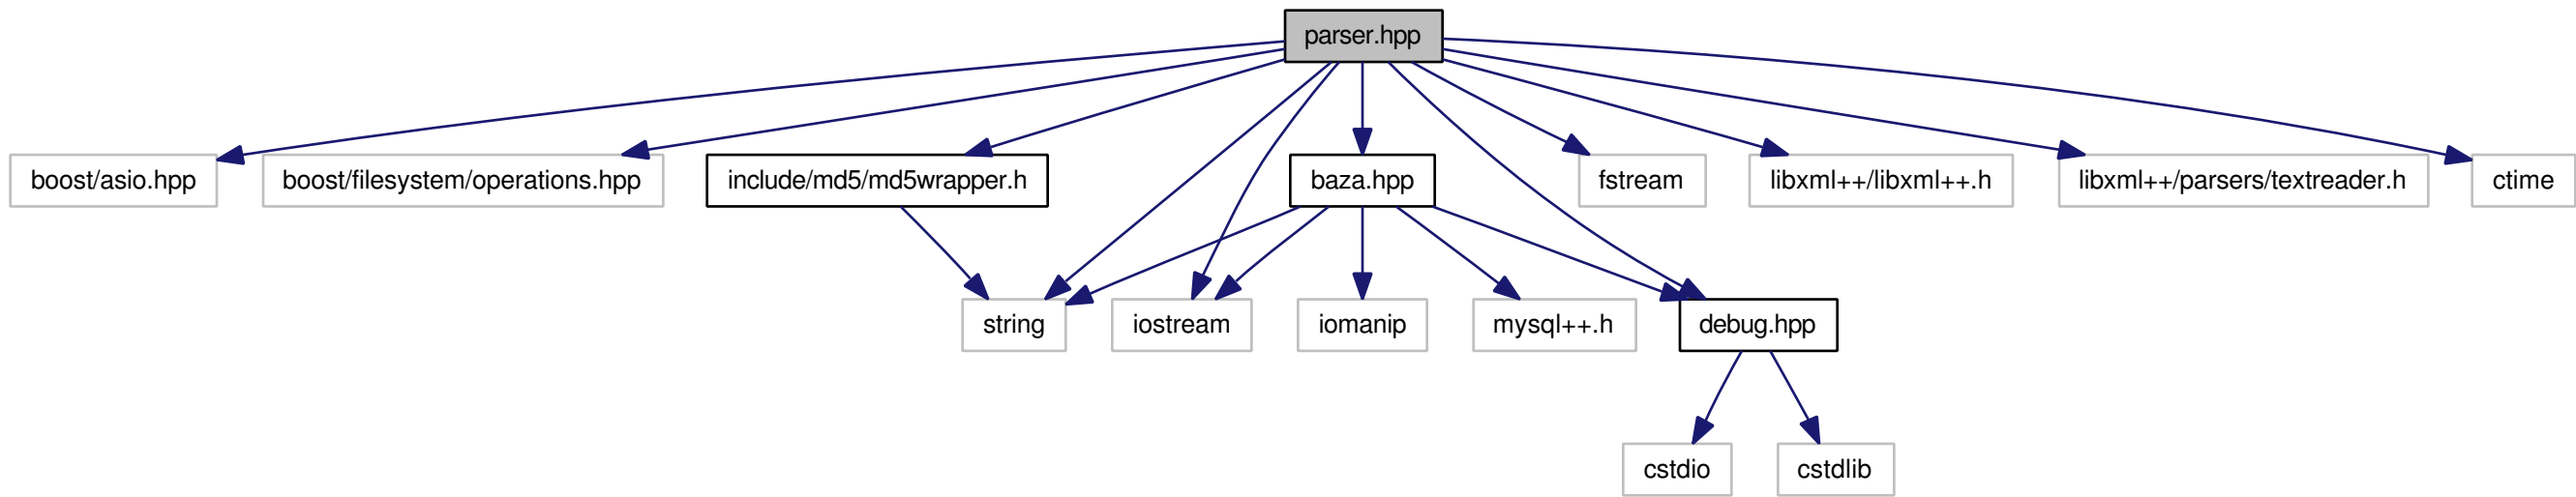 parser.hpp
boost/asio.hpp
boost/filesystem/operations.hpp
include/md5/md5wrapper.h
baza.hpp
fstream
libxml++/libxml++.h
libxml++/parsers/textreader.h
ctime
string
iostream
iomanip
mysql++.h
debug.hpp
cstdio
cstdlib